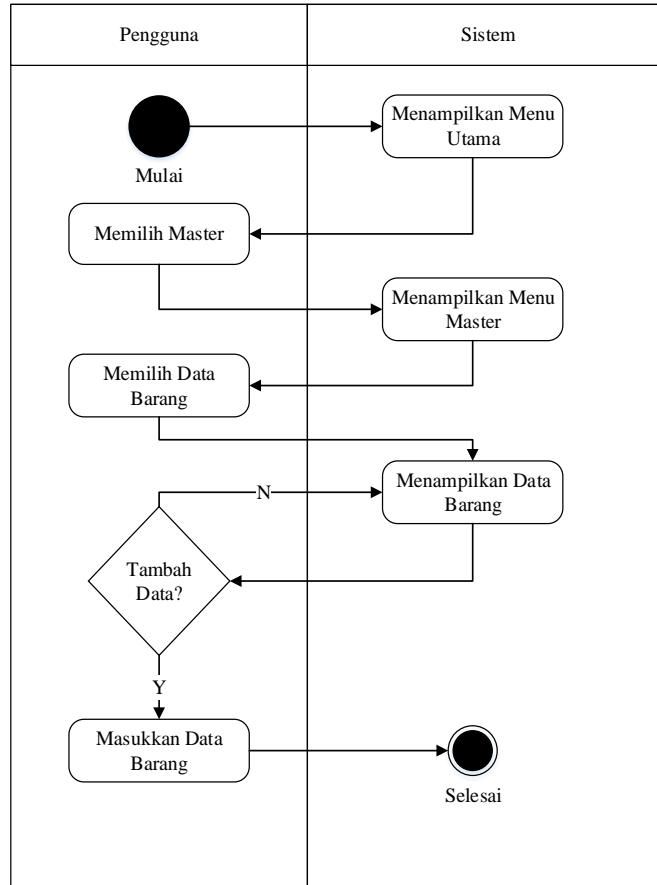 Pengguna
Sistem
Mulai
Menampilkan Menu
Utama
Memilih Master
Menampilkan Menu
Master
Memilih Data
Barang
Menampilkan Data
Barang
N
Tambah
Data?
Y
Masukkan Data
Barang
Selesai